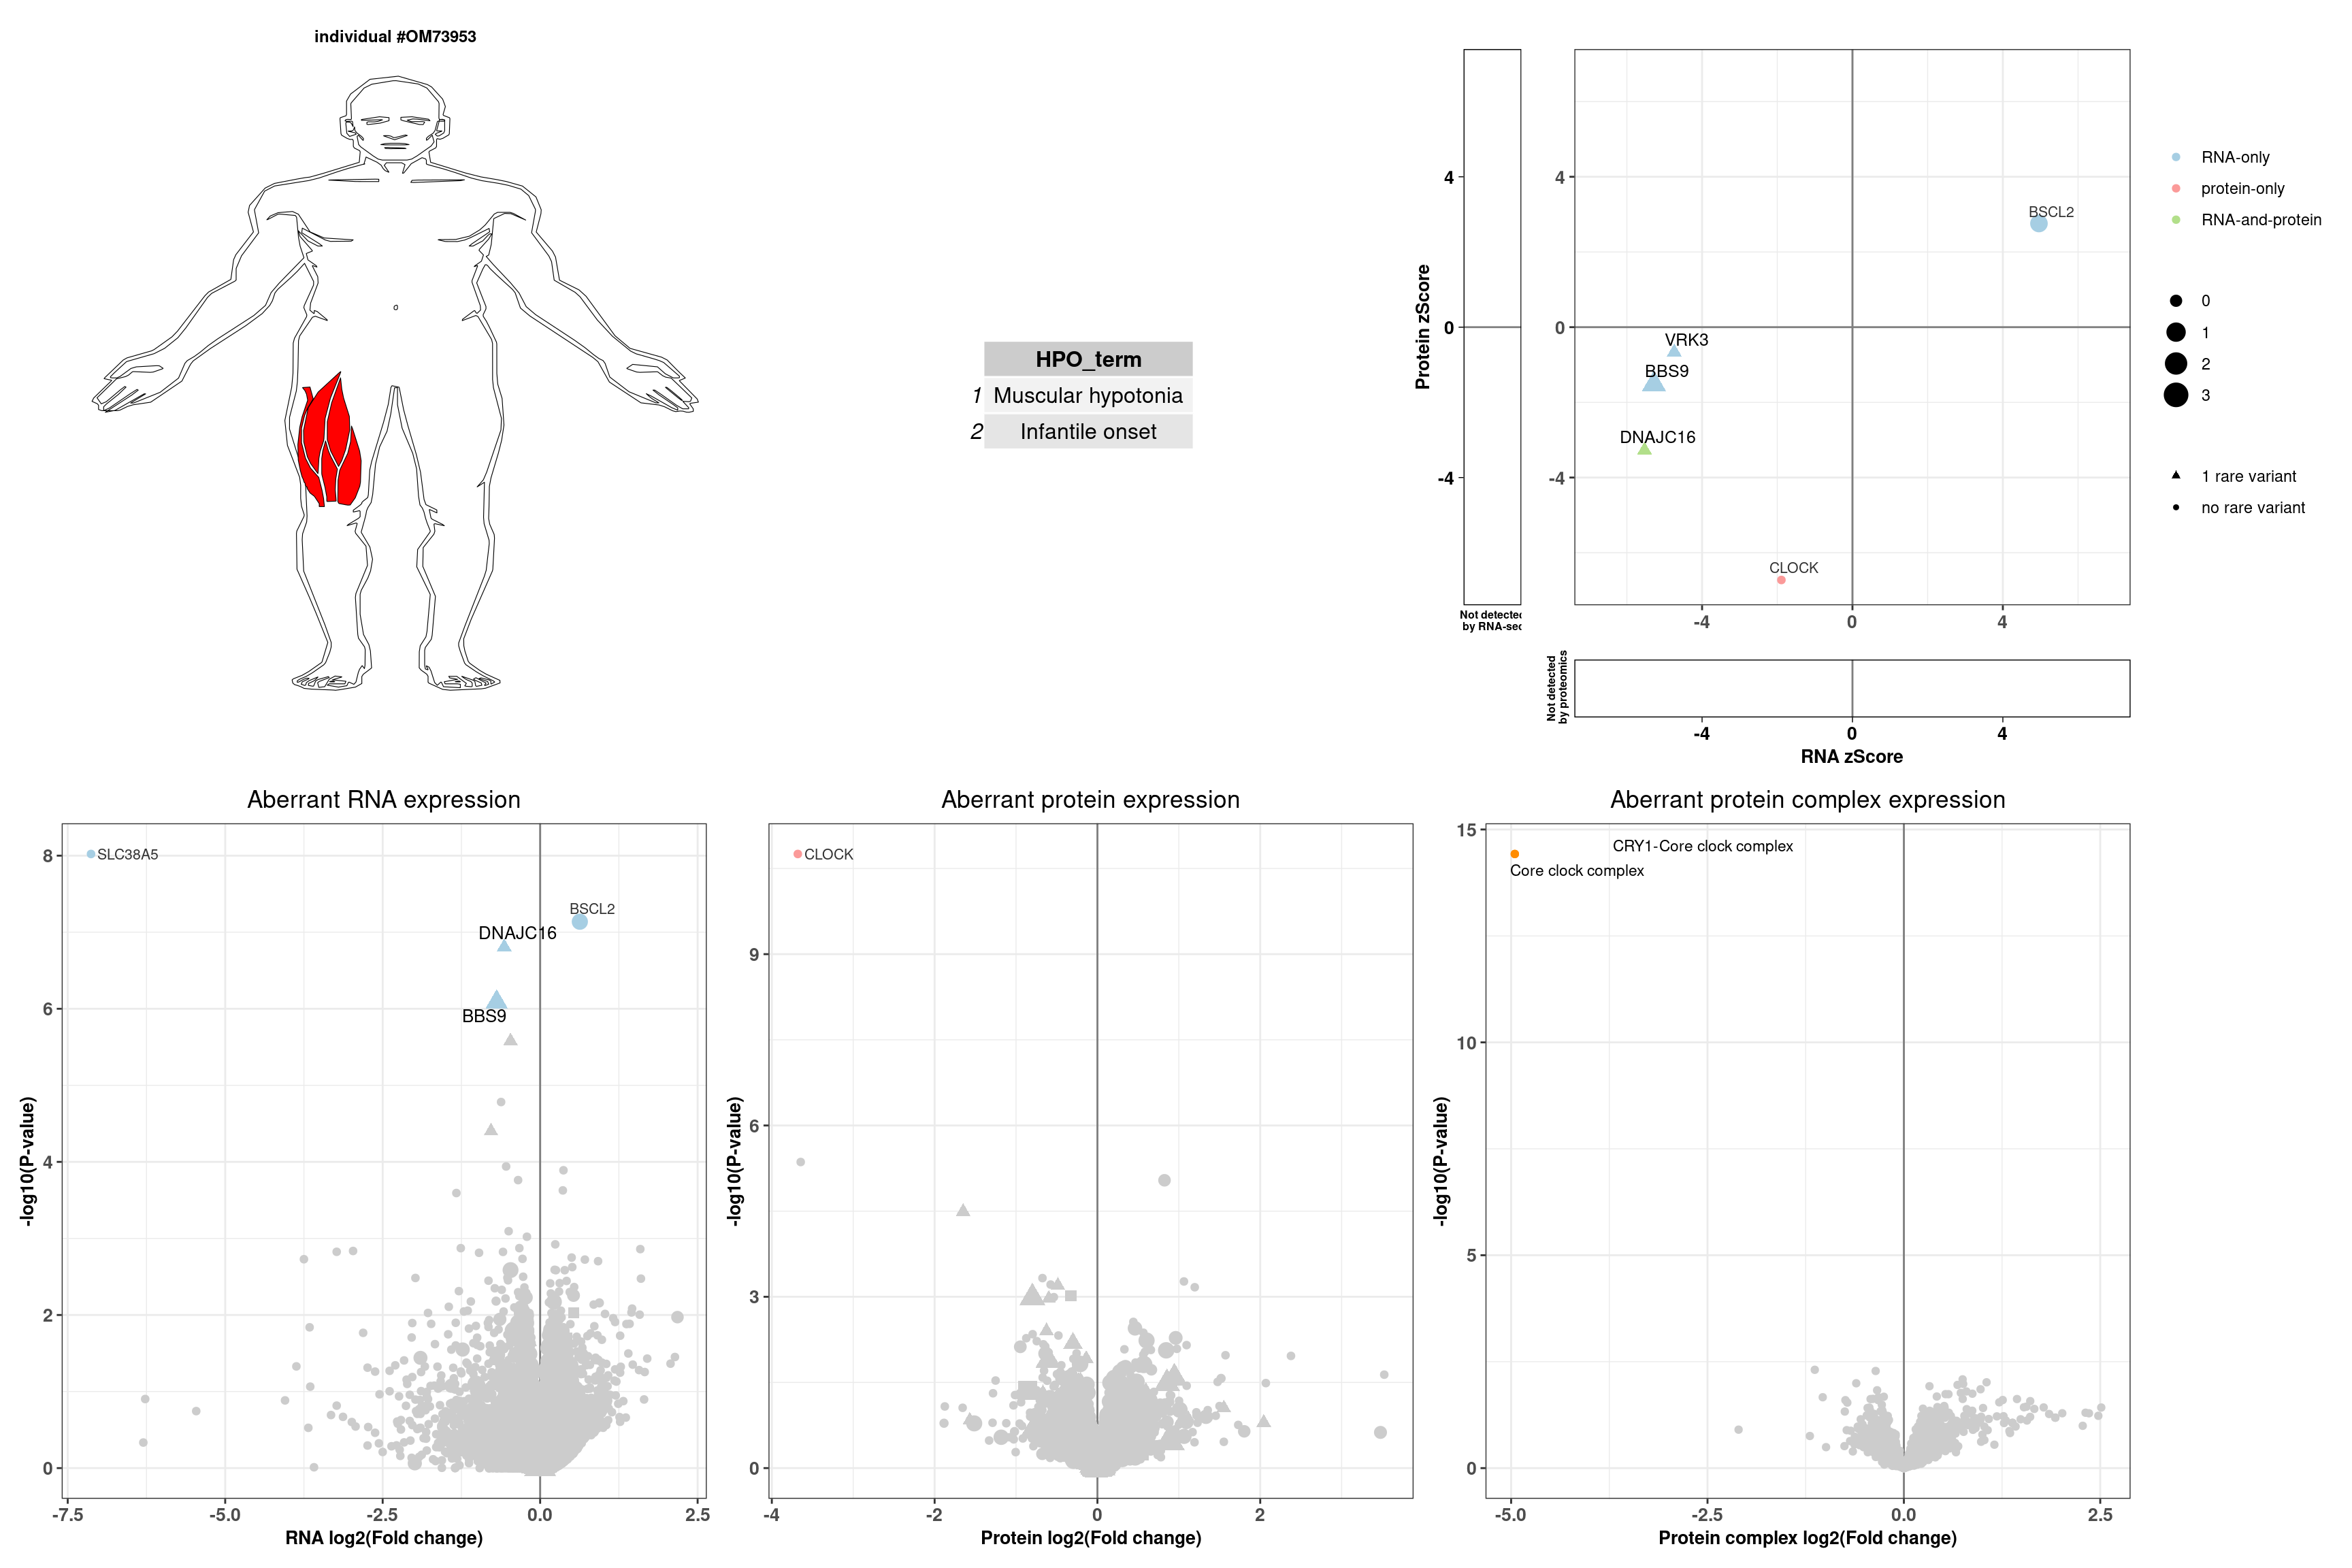 individual #OM73953
HPO_term
1 Muscular hypotonia
2 Infantile onset
Protein zScore
4
0
-4
Not detected
by RNA-seq
4
0
-4
BSCL2
VRK3
BBS9
DNAJC16
CLOCK
-4 0 4
Not detected
by proteomics
-4 0 4
RNA zScore
RNA-only
protein-only
RNA-and-protein
0
1
2
3
1 rare variant
no rare variant
Aberrant RNA expression
-log10(P-value)
8
6
4
2
0
SLC38A5
BSCL2
DNAJC16
BBS9
-7.5 -5.0 -2.5 0.0 2.5
RNA log2(Fold change)
Aberrant protein expression
-log10(P-value)
9
6
3
0
CLOCK
-4 -2 0 2
Protein log2(Fold change)
Aberrant protein complex expression
-log10(P-value)
15
10
5
0
CRY1-Core clock complex
Core clock complex
-5.0 -2.5 0.0 2.5
Protein complex log2(Fold change)